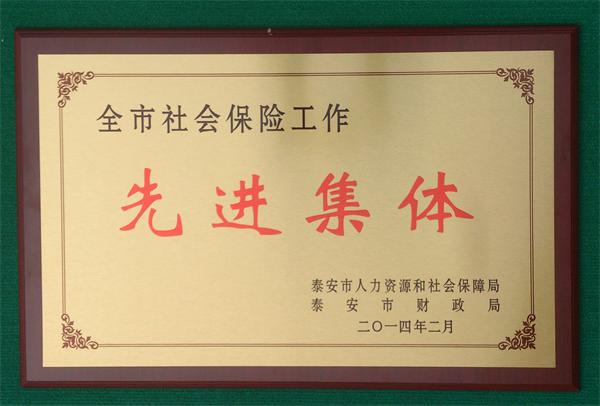 全市社会保险工作
先进集体
泰安市人力资源和社会保障局
泰安市财政局
二〇一四年二月